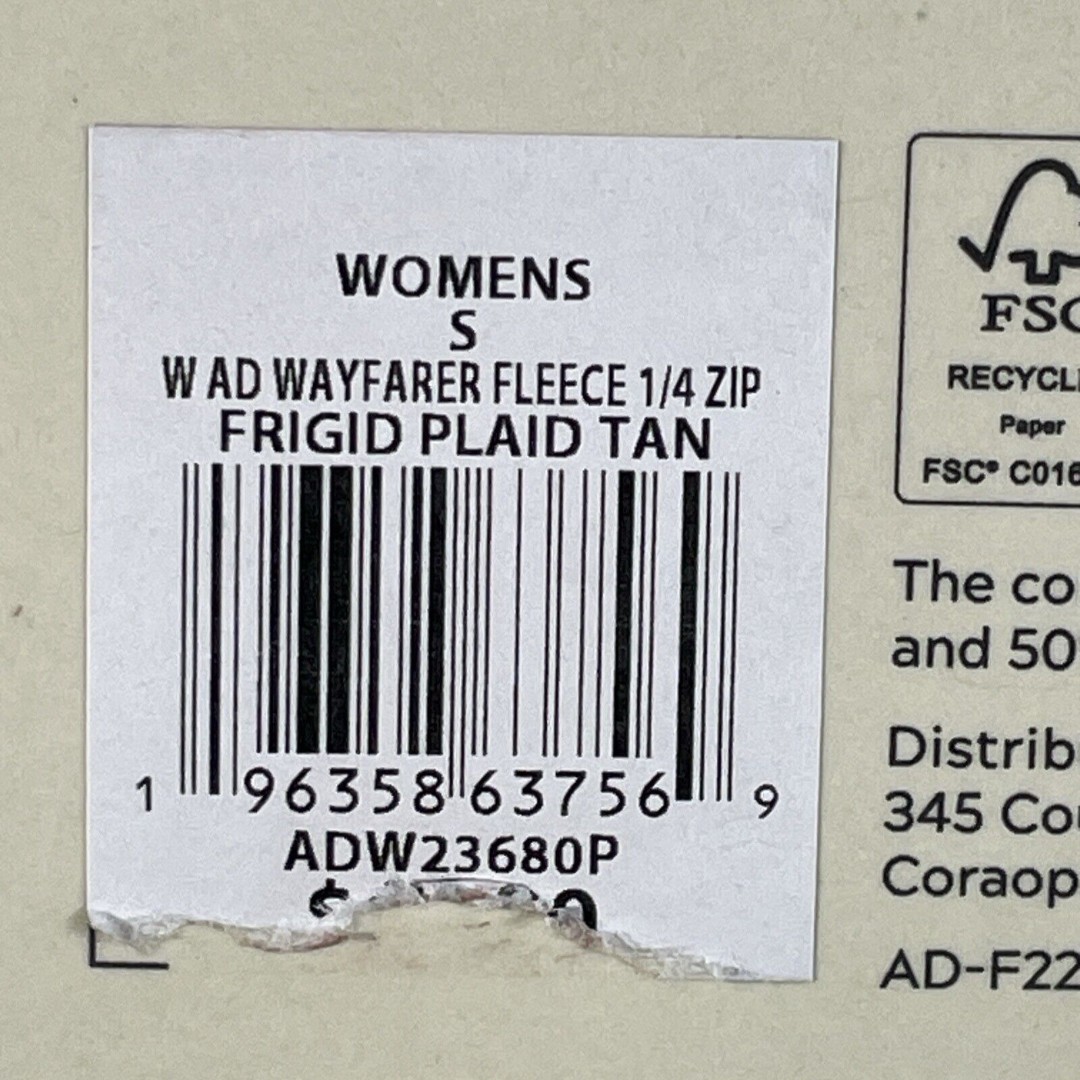 WOMENS
S
W AD WAYFARER FLEECE 1/4 ZIP
FRIGID PLAID TAN
1 96358 63756 9
ADW23680P
$
FSC
RECYCL
Paper
FSC® C016
The co
and 50
Distrib
345 Co
Coraop
AD-F22